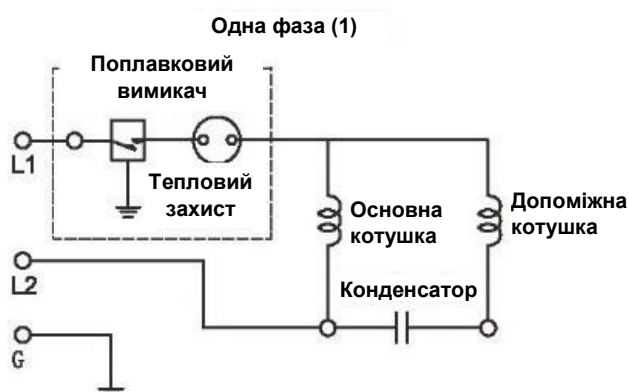 Одна фаза (1)
Поплавковий
вимикач
L1
Тепловий
захист
Основна
котушка
Допоміжна
котушка
L2
Конденсатор
G